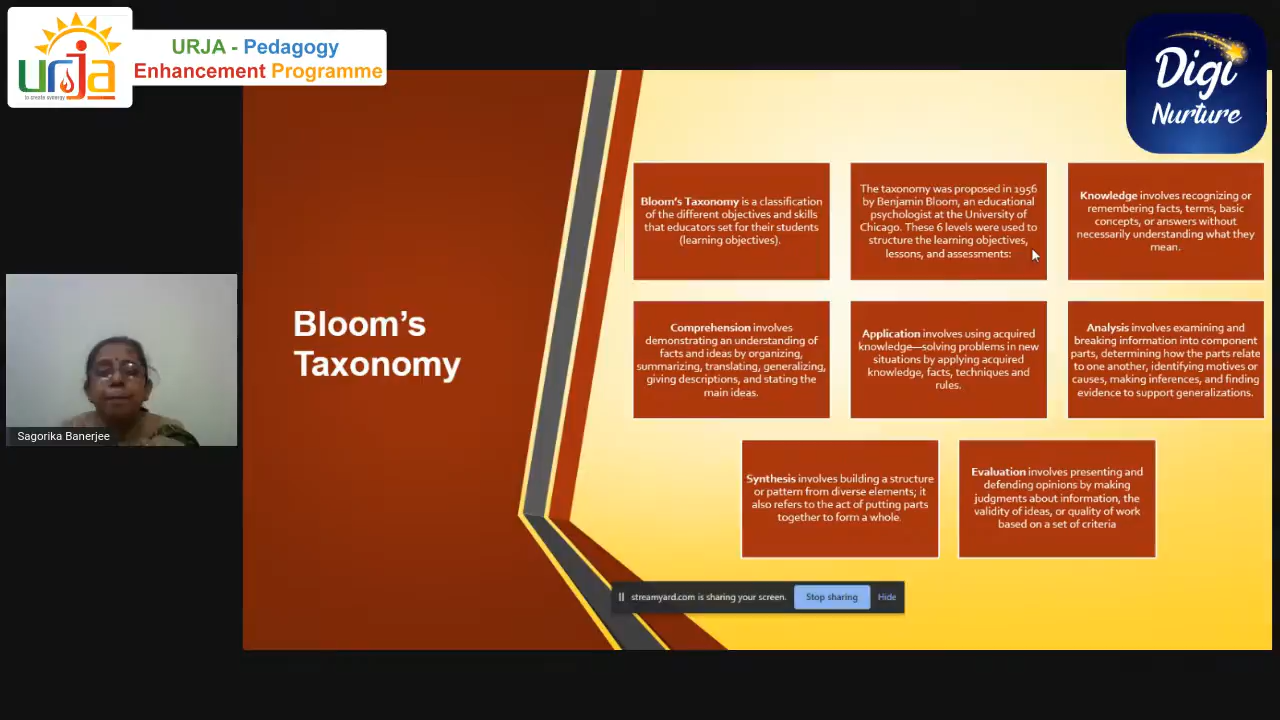 urja
to create synergy
URJA - Pedagogy
Enhancement Programme
Digi
Nurture
Bloom's
Taxonomy
Bloom's Taxonomy is a classification
of the different objectives and skills
that educators set for their students
(learning objectives).
The taxonomy was proposed in 1956
by Benjamin Bloom, an educational
psychologist at the University of
Chicago. These 6 levels were used to
structure the learning objectives,
lessons, and assessments:
Knowledge involves recognizing or
remembering facts, terms, basic
concepts, or answers without
necessarily understanding what they
mean.
Comprehension involves
demonstrating an understanding of
facts and ideas by organizing,
summarizing, translating, generalizing,
giving descriptions, and stating the
main ideas.
Application involves using acquired
knowledge—solving problems in new
situations by applying acquired
knowledge, facts, techniques and
rules.
Analysis involves examining and
breaking information into component
parts, determining how the parts relate
to one another, identifying motives or
causes, making inferences, and finding
evidence to support generalizations.
Synthesis involves building a structure
or pattern from diverse elements; it
also refers to the act of putting parts
together to form a whole.
Evaluation involves presenting and
defending opinions by making
judgments about information, the
validity of ideas, or quality of work
based on a set of criteria
Sagorika Banerjee
streamyard.com is sharing your screen.
Stop sharing
Hide